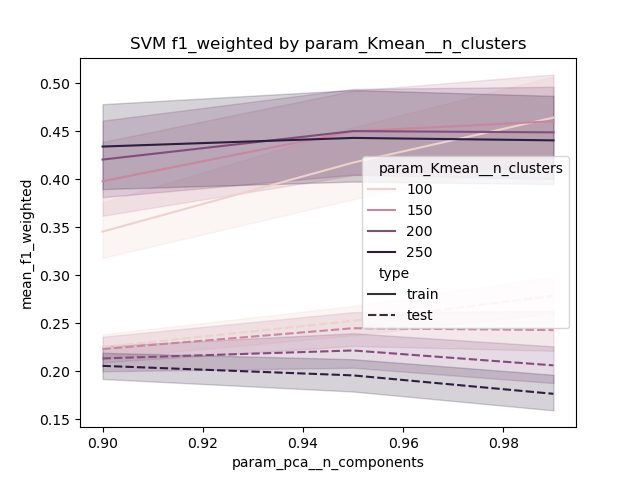 SVM f1_weighted by param_Kmean__n_clusters
mean_f1_weighted
0.50
0.45
0.40
0.35
0.30
0.25
0.20
0.15
param_Kmean__n_clusters
100
150
200
250
type
train
test
0.90
0.92
0.94
0.96
0.98
param_pca__n_components